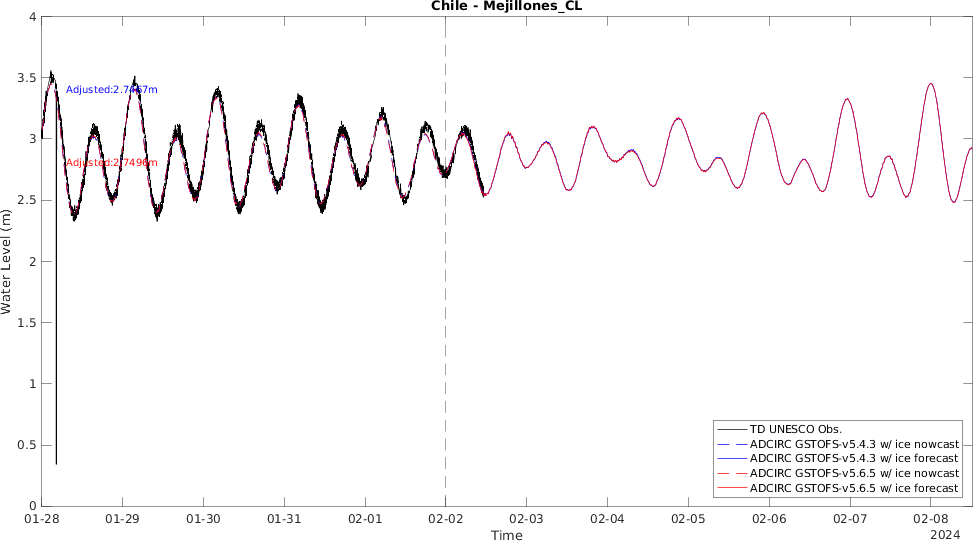 Chile - Mejillones_CL
4
3.5
3
2.5
2
1.5
1
0.5
0
Water Level (m)
Adjusted:2.7467m
Adjusted:2.7496m
TD UNESCO Obs.
ADCIRC GSTOFS-v5.4.3 w/ ice nowcast
ADCIRC GSTOFS-v5.4.3 w/ ice forecast
ADCIRC GSTOFS-v5.6.5 w/ ice nowcast
ADCIRC GSTOFS-v5.6.5 w/ ice forecast
01-28 01-29 01-30 01-31 02-01 02-02 02-03 02-04 02-05 02-06 02-07 02-08
Time
2024